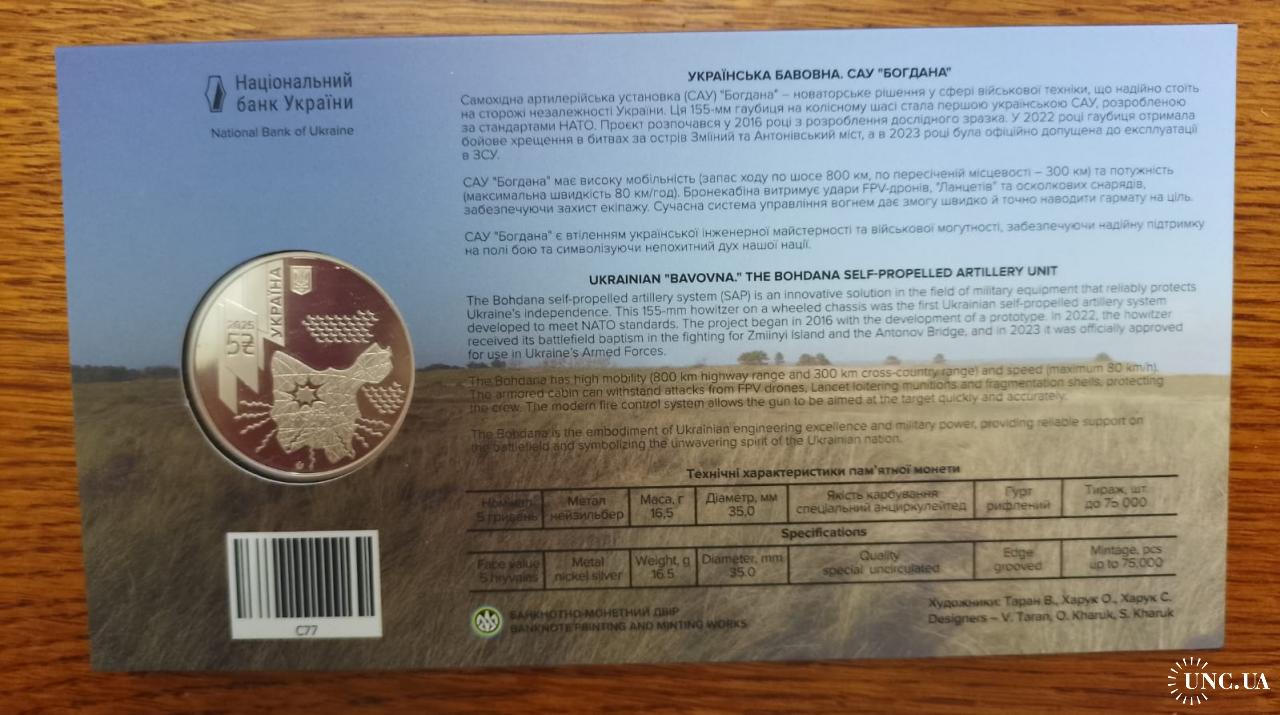 Національний
банк України
National Bank of Ukraine
УКРАЇНСЬКА БАВОВНА. САУ "БОГДАНА"
Самохідна артилерійська установка (САУ) "Богдана" – новаторське рішення у сфері військової техніки, що надійно стоїть
на сторожі незалежності України. Ця 155-мм гаубиця на колісному шасі стала першою українською САУ, розробленою
за стандартами НАТО. Проєкт розпочався у 2016 році з розроблення дослідного зразка. У 2022 році гаубиця отримала
бойове хрещення в битвах за острів Зміїний та Антонівський міст, а в 2023 році була офіційно допущена до експлуатації
в ЗСУ.
САУ "Богдана" має високу мобільність (запас ходу по шосе 800 км, по пересіченій місцевості – 300 км) та потужність
(максимальна швидкість 80 км/год). Бронекабіна витримує удари FPV-дронів, "Ланцетів" та осколкових снарядів,
забезпечуючи захист екіпажу. Сучасна система управління вогнем дає змогу швидко й точно наводити гармату на ціль.
САУ "Богдана" є втіленням української інженерної майстерності та військової могутності, забезпечуючи надійну підтримку
на полі бою та символізуючи непохитний дух нашої нації.
UKRAINIAN "BAVOVNA." THE BOHDANA SELF-PROPELLED ARTILLERY UNIT
The Bohdana self-propelled artillery system (SAP) is an innovative solution in the field of military equipment that reliably protects
Ukraine's independence. This 155-mm howitzer on a wheeled chassis was the first Ukrainian self-propelled artillery system
developed to meet NATO standards. The project began in 2016 with the development of a prototype. In 2022, the howitzer
received its battlefield baptism in the fighting for Zmiinyi Island and the Antonov Bridge, and in 2023 it was officially approved
for use in Ukraine's Armed Forces.
The Bohdana has high mobility (800 km highway range and 300 km cross-country range) and speed (maximum 80 km/h).
The armored cabin can withstand attacks from FPV drones, Lancet loitering munitions and fragmentation shells, protecting
the crew. The modern fire control system allows the gun to be aimed at the target quickly and accurately.
The Bohdana is the embodiment of Ukrainian engineering excellence and military power, providing reliable support on
the battlefield and symbolizing the unwavering spirit of the Ukrainian nation.
УКРАЇНА
2025
5₴
Технічні характеристики пам'ятної монети
Номінал Метал Маса, г Діаметр, мм Якість карбування Гурт Тираж, шт.
5 гривень нейзильбер 16,5 35,0 спеціальний анциркулейтед рифлений до 75 000
Specifications
Face value Metal Weight, g Diameter, mm Quality Edge Mintage, pcs
5 hryvnias nickel silver 16.5 35.0 special uncirculated grooved up to 75,000
C77
БАНКНОТНО-МОНЕТНИЙ ДВІР
BANKNOTE PRINTING AND MINTING WORKS
Художники: Таран В., Харук О., Харук С.
Designers – V. Taran, O. Kharuk, S. Kharuk
UNC.UA